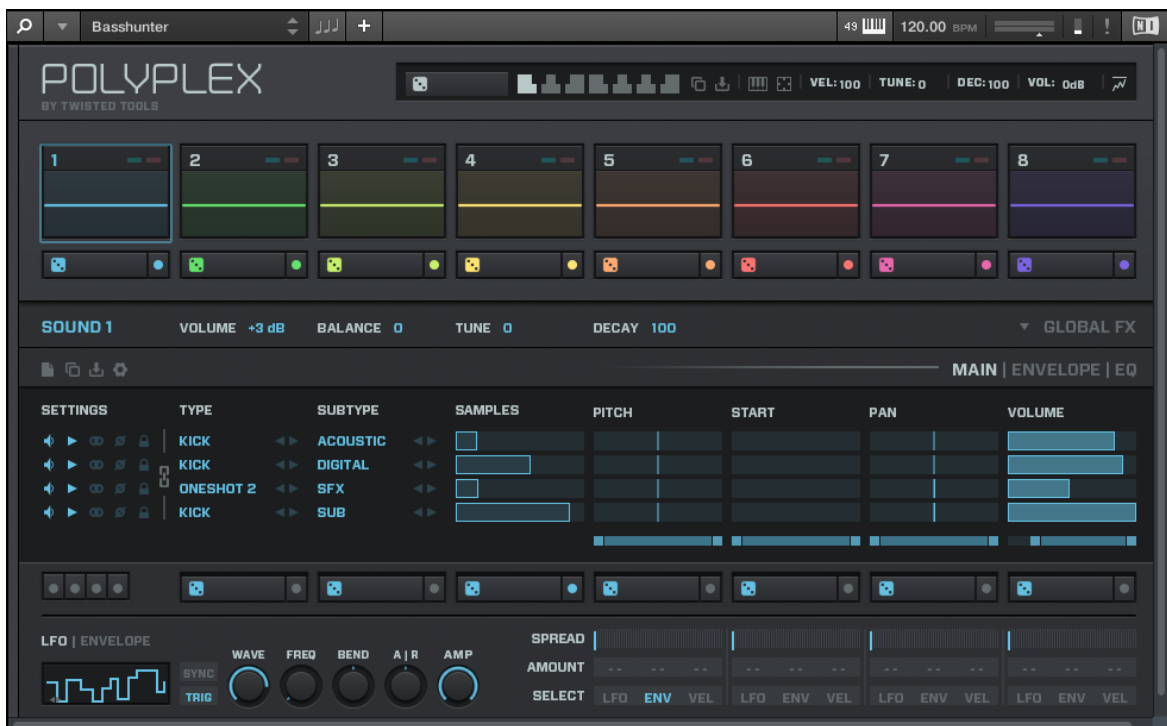 Basshunter 49 120.00 BPM ! NI
POLYPLEX
BY TWISTED TOOLS
VEL: 100 TUNE: 0 DEC: 100 VOL: 0dB
1 2 3 4 5 6 7 8
SOUND 1 VOLUME +3 dB BALANCE 0 TUNE 0 DECAY 100 GLOBAL FX
MAIN | ENVELOPE | EQ
SETTINGS TYPE SUBTYPE SAMPLES PITCH START PAN VOLUME
KICK ACOUSTIC
KICK DIGITAL
ONESHOT 2 SFX
KICK SUB
LFO | ENVELOPE WAVE FREQ BEND A|R AMP SPREAD
SYNC AMOUNT -- -- -- -- -- -- -- -- -- -- -- --
TRIG SELECT LFO ENV VEL LFO ENV VEL LFO ENV VEL LFO ENV VEL